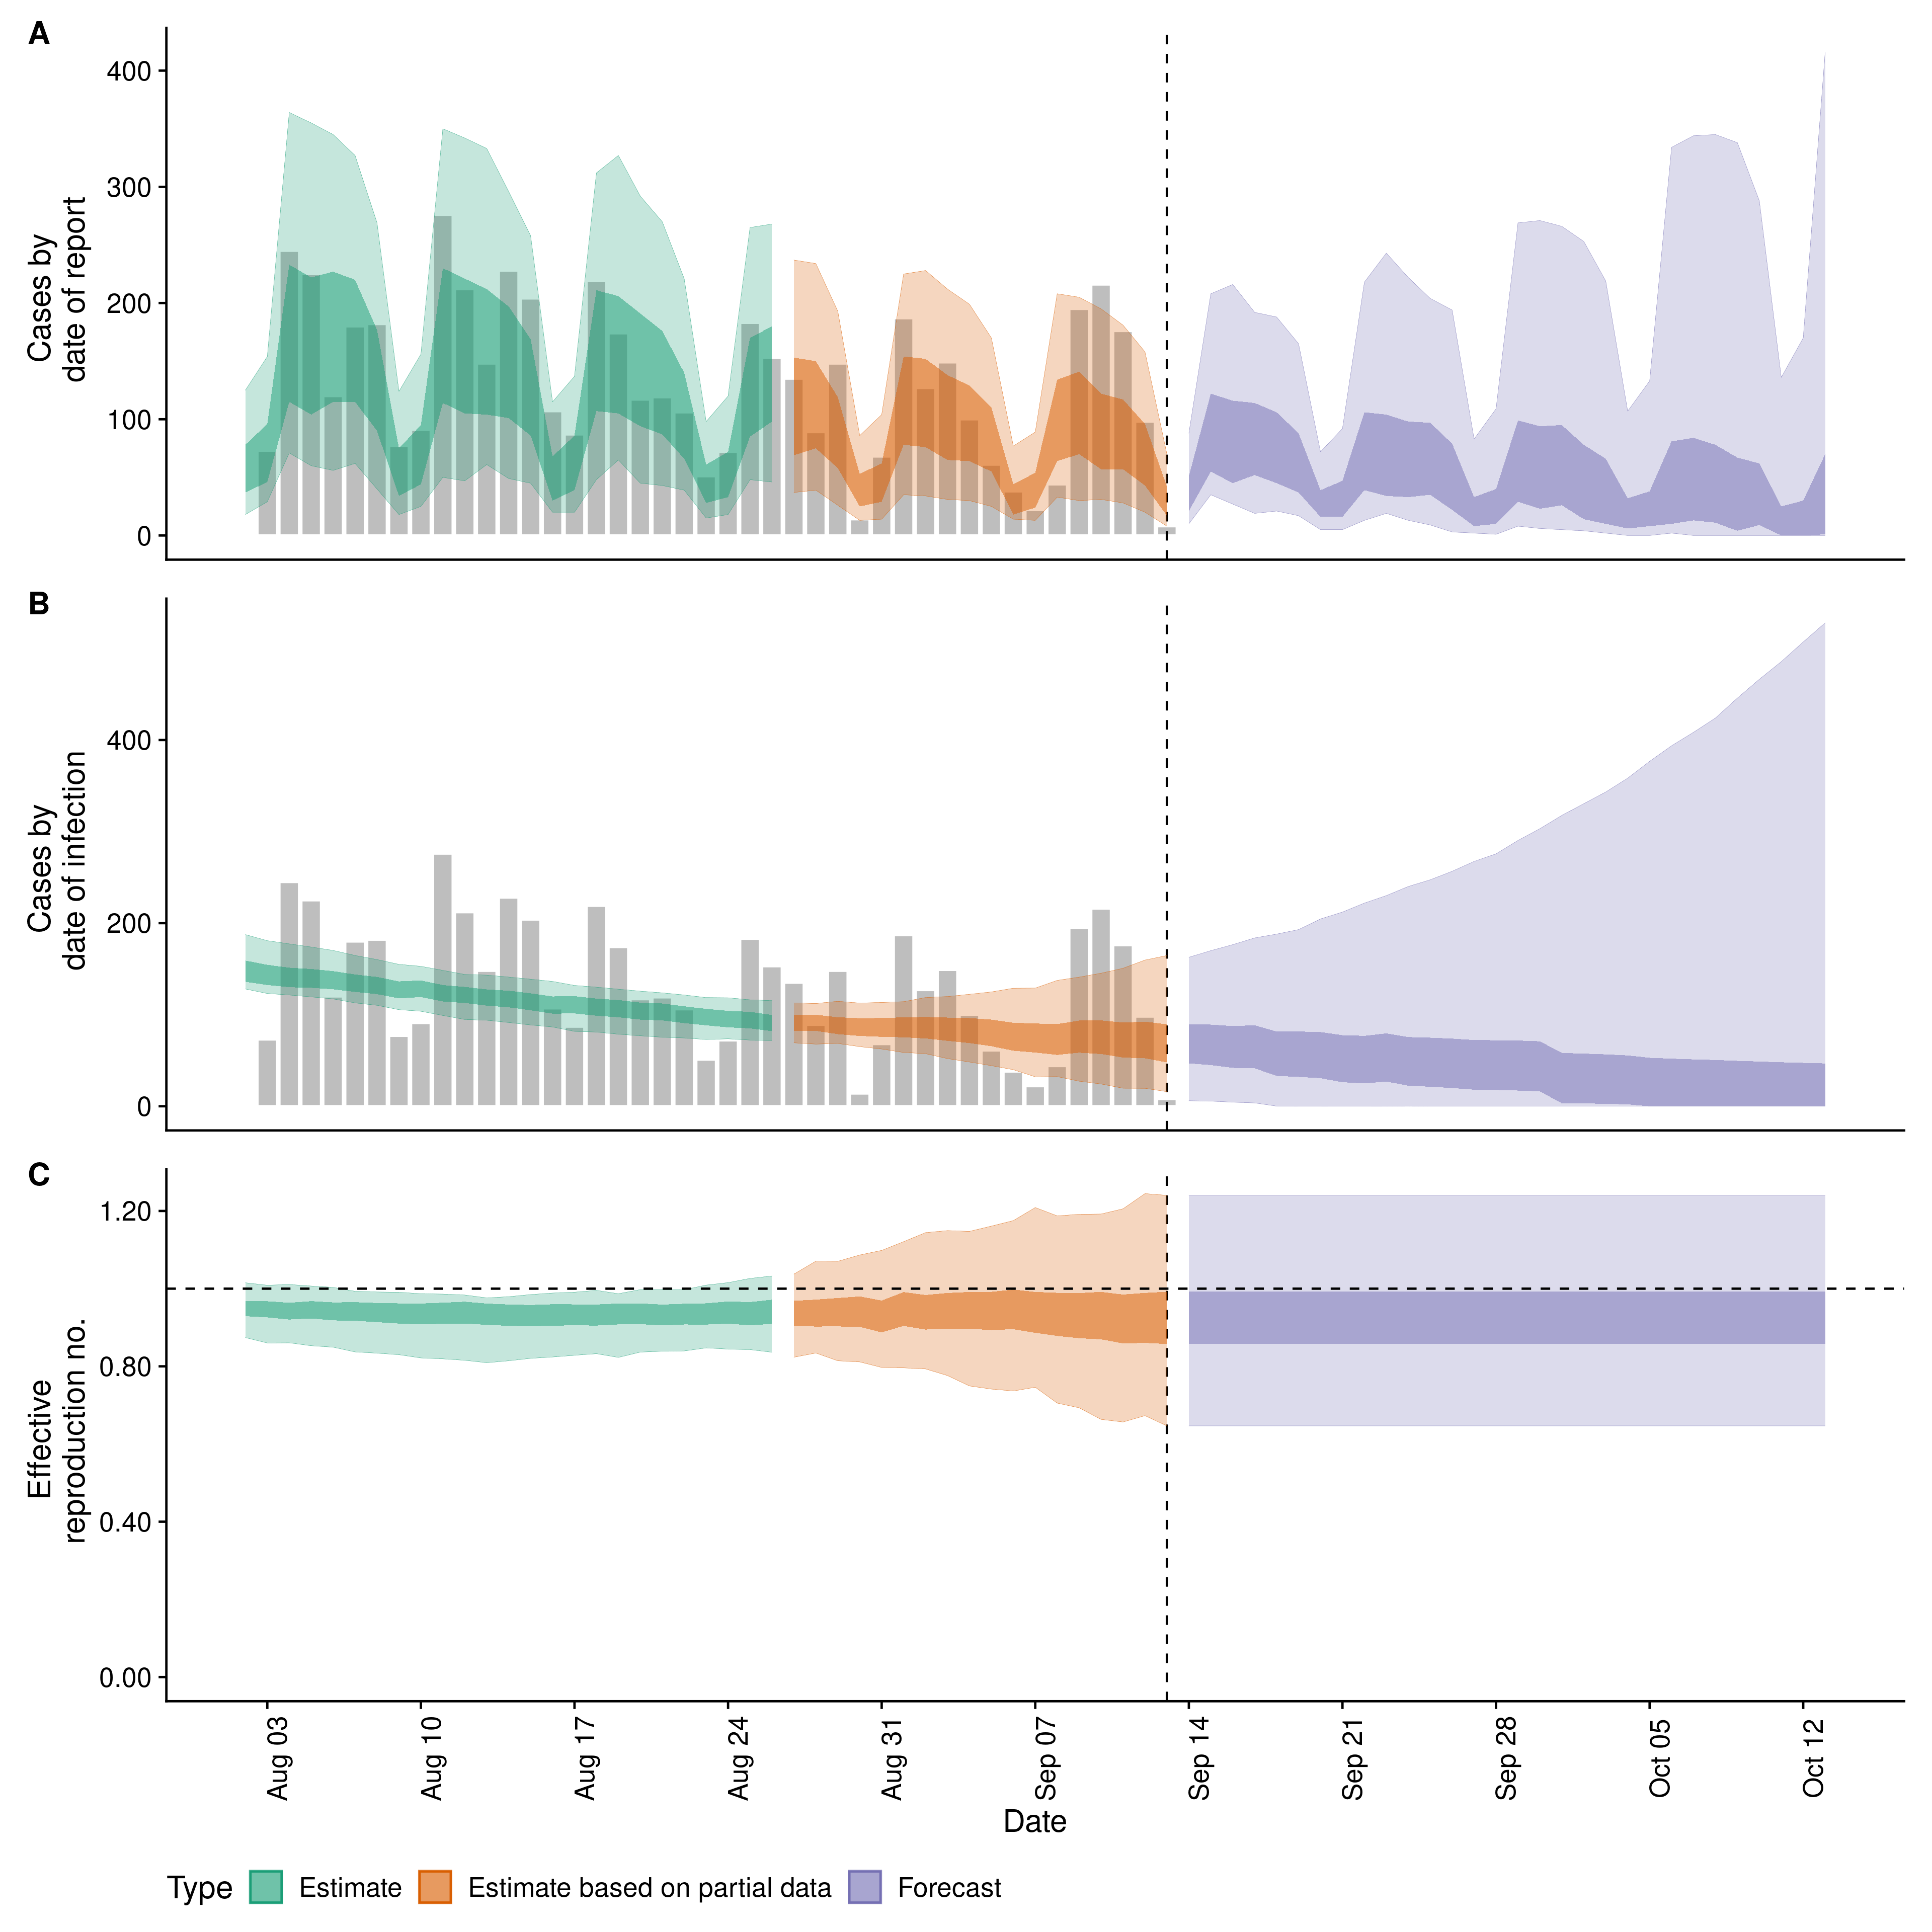 A
400
300
200
100
0
Cases by
date of report
B
400
200
0
Cases by
date of infection
C
1.20
0.80
0.40
0.00
Effective
reproduction no.
Aug 03
Aug 10
Aug 17
Aug 24
Aug 31
Sep 07
Sep 14
Sep 21
Sep 28
Oct 05
Oct 12
Date
Type Estimate Estimate based on partial data Forecast